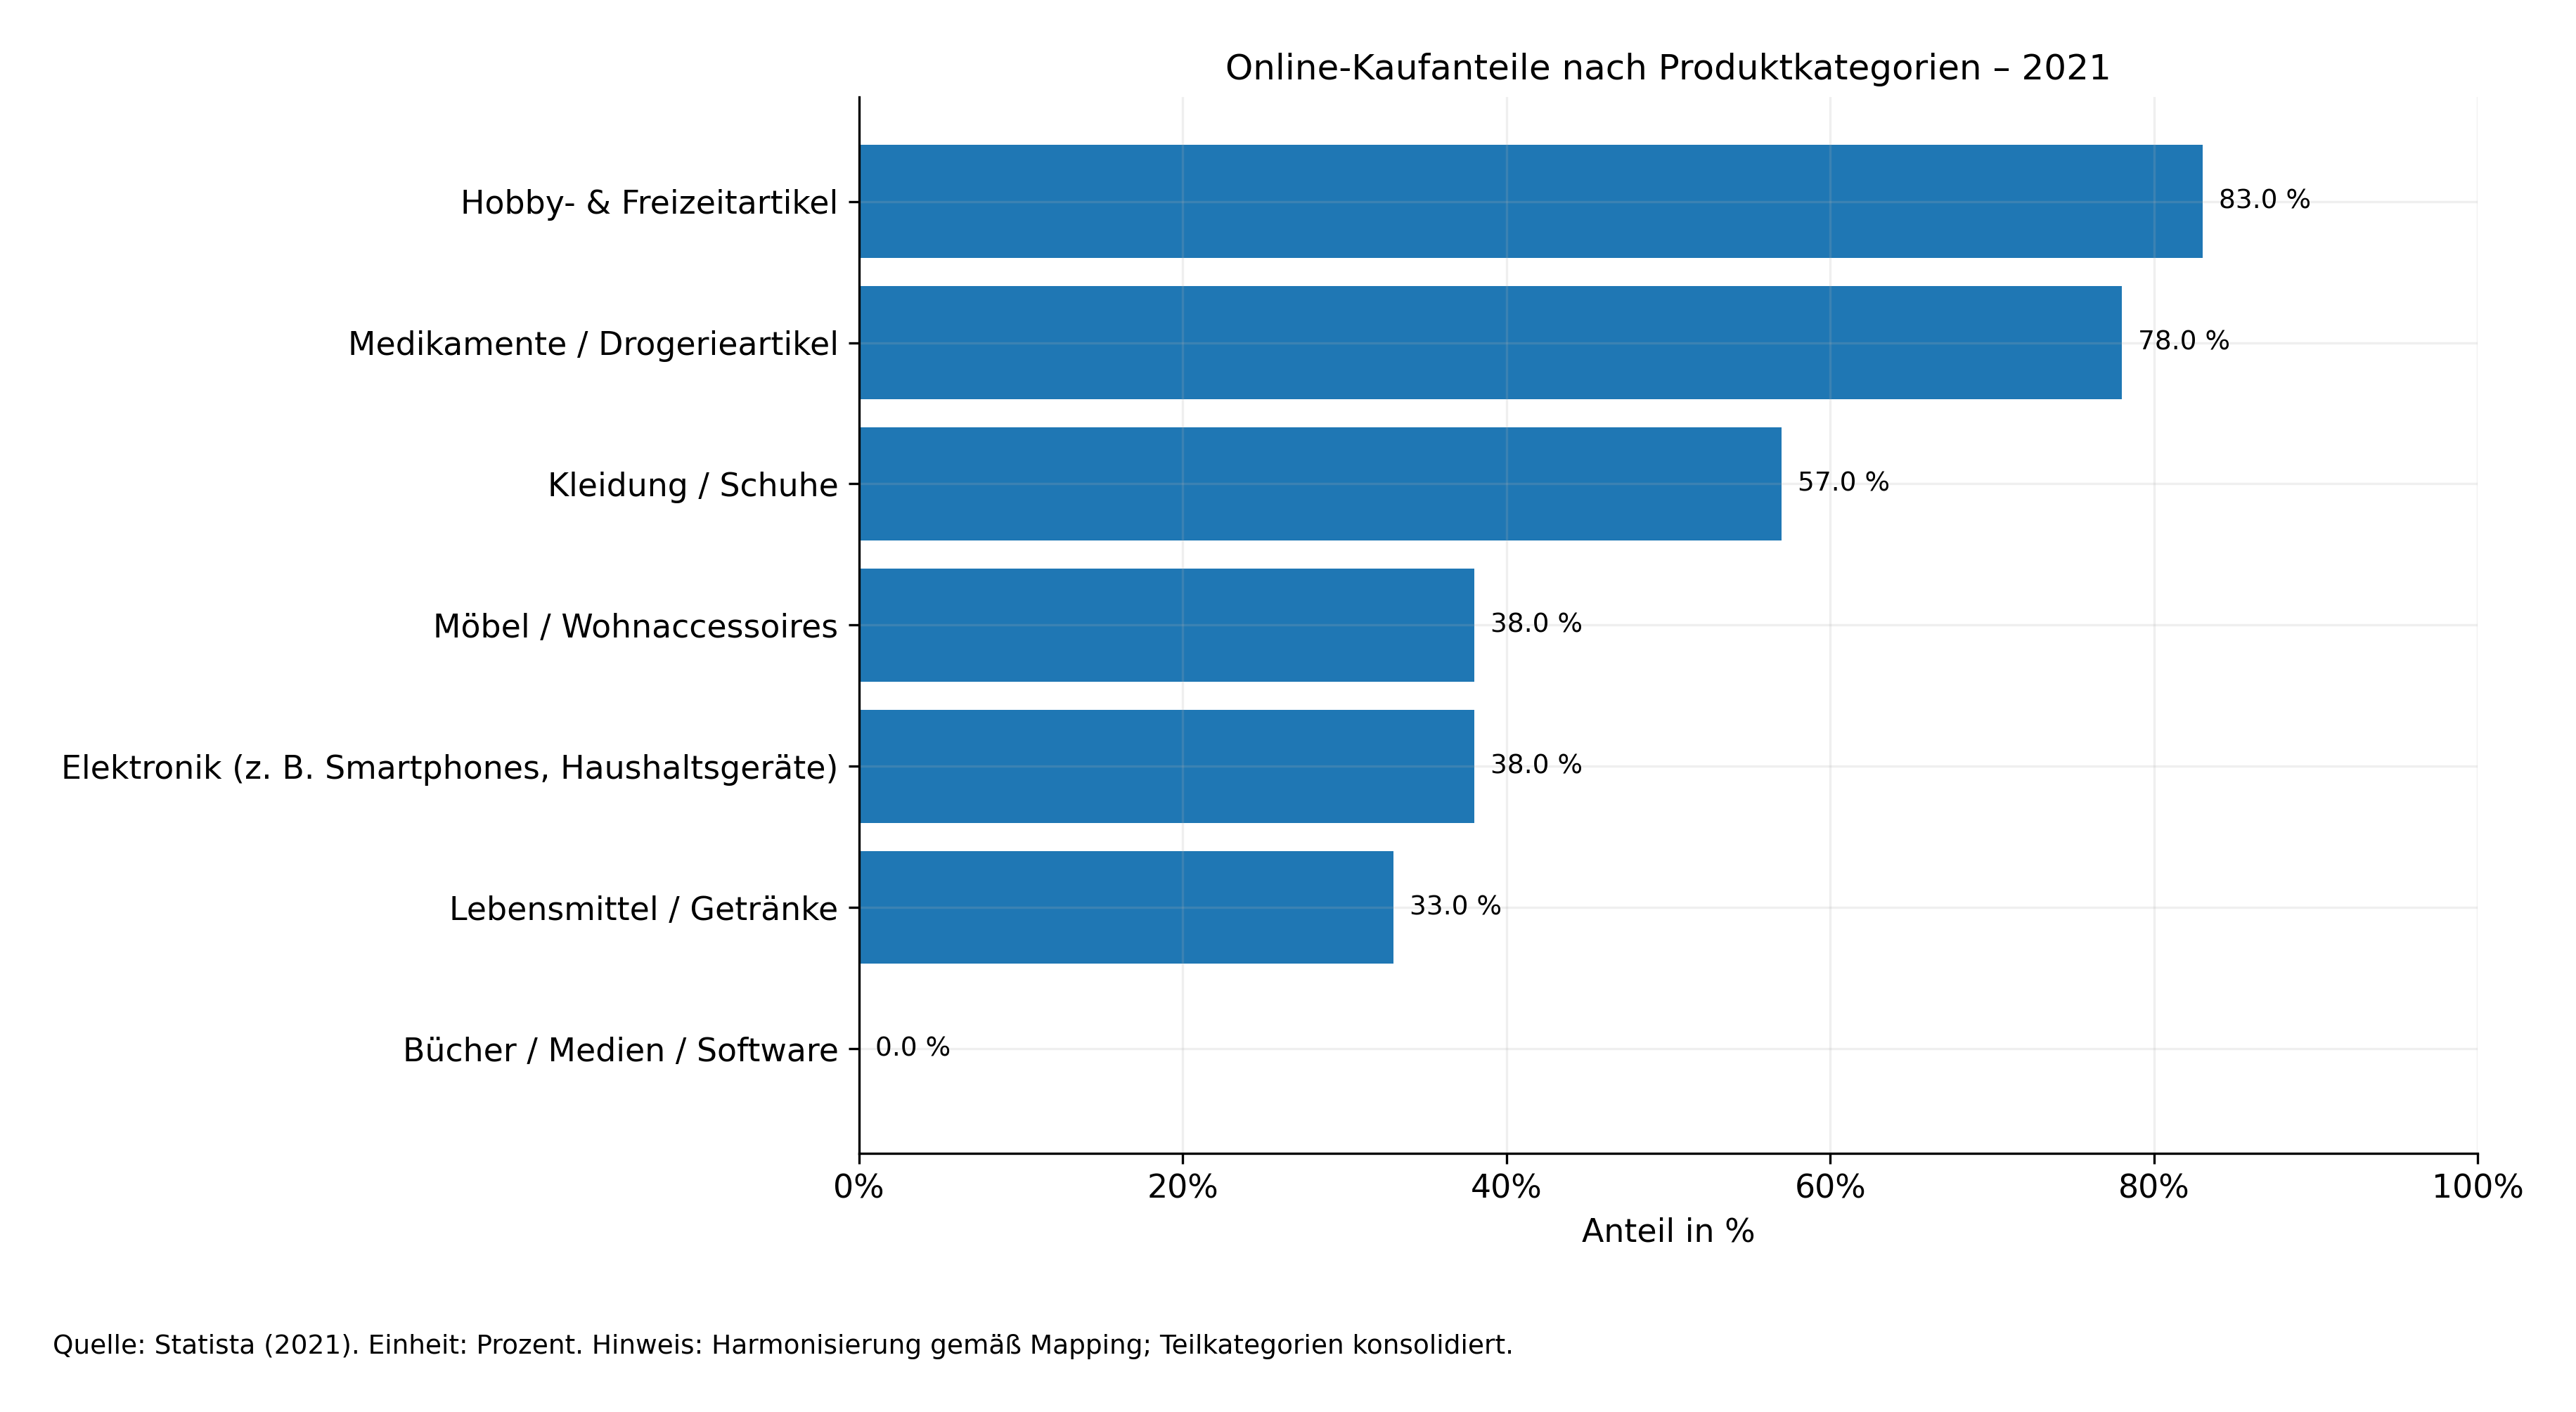 Online-Kaufanteile nach Produktkategorien – 2021
Hobby- & Freizeitartikel
83.0 %
Medikamente / Drogerieartikel
78.0 %
Kleidung / Schuhe
57.0 %
Möbel / Wohnaccessoires
38.0 %
Elektronik (z. B. Smartphones, Haushaltsgeräte)
38.0 %
Lebensmittel / Getränke
33.0 %
Bücher / Medien / Software
0.0 %
0% 20% 40% 60% 80% 100%
Anteil in %
Quelle: Statista (2021). Einheit: Prozent. Hinweis: Harmonisierung gemäß Mapping; Teilkategorien konsolidiert.